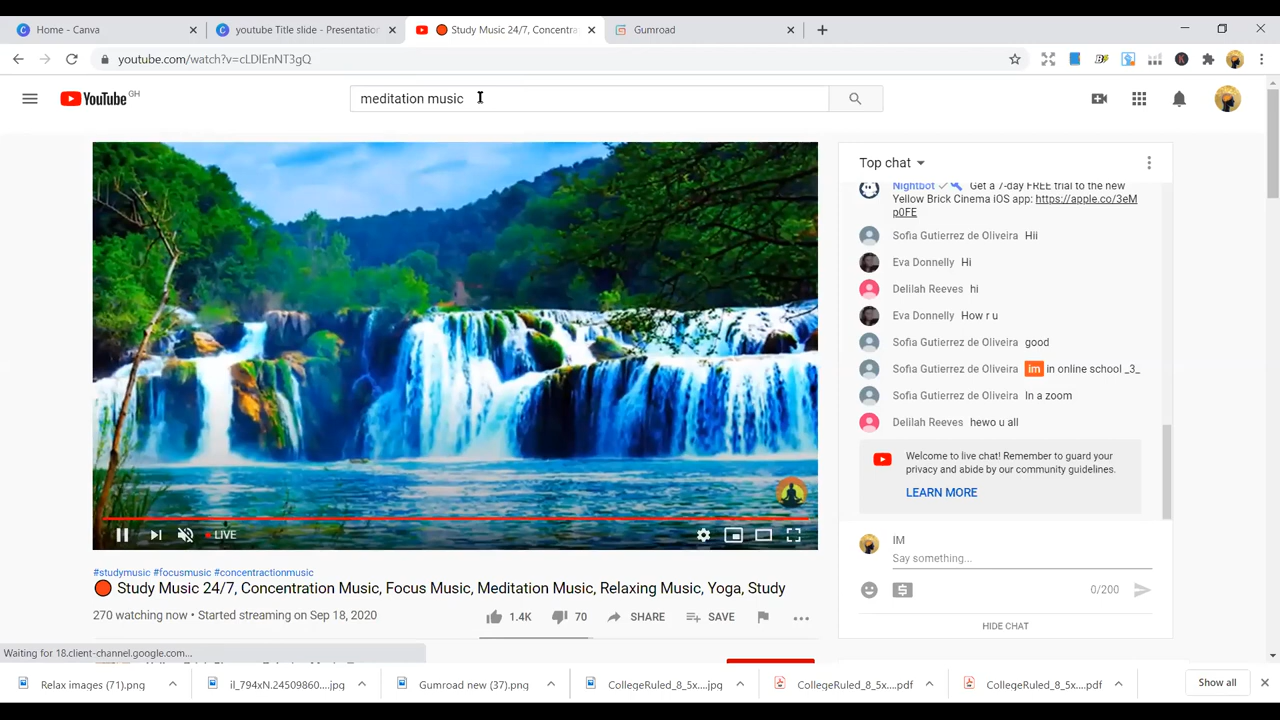 Home - Canva
youtube Title slide - Presentation
Study Music 24/7, Concentra
Gumroad
youtube.com/watch?v=cLDlEnNT3gQ
YouTube GH
meditation music
Top chat
Nightbot Get a 7-day FREE trial to the new
Yellow Brick Cinema iOS app: https://apple.co/3eM
p0FE
Sofia Gutierrez de Oliveira Hii
Eva Donnelly Hi
Delilah Reeves hi
Eva Donnelly How r u
Sofia Gutierrez de Oliveira good
Sofia Gutierrez de Oliveira im in online school _3_
Sofia Gutierrez de Oliveira In a zoom
Delilah Reeves hewo u all
Welcome to live chat! Remember to guard your
privacy and abide by our community guidelines.
LEARN MORE
LIVE
IM
Say something...
0/200
HIDE CHAT
#studymusic #focusmusic #concentractionmusic
Study Music 24/7, Concentration Music, Focus Music, Meditation Music, Relaxing Music, Yoga, Study
270 watching now • Started streaming on Sep 18, 2020
1.4K 70 SHARE SAVE
Waiting for 18.client-channel.google.com...
Relax images (71).png
il_794xN.24509860....jpg
Gumroad new (37).png
CollegeRuled_8_5x....jpg
CollegeRuled_8_5x....pdf
CollegeRuled_8_5x....pdf
Show all